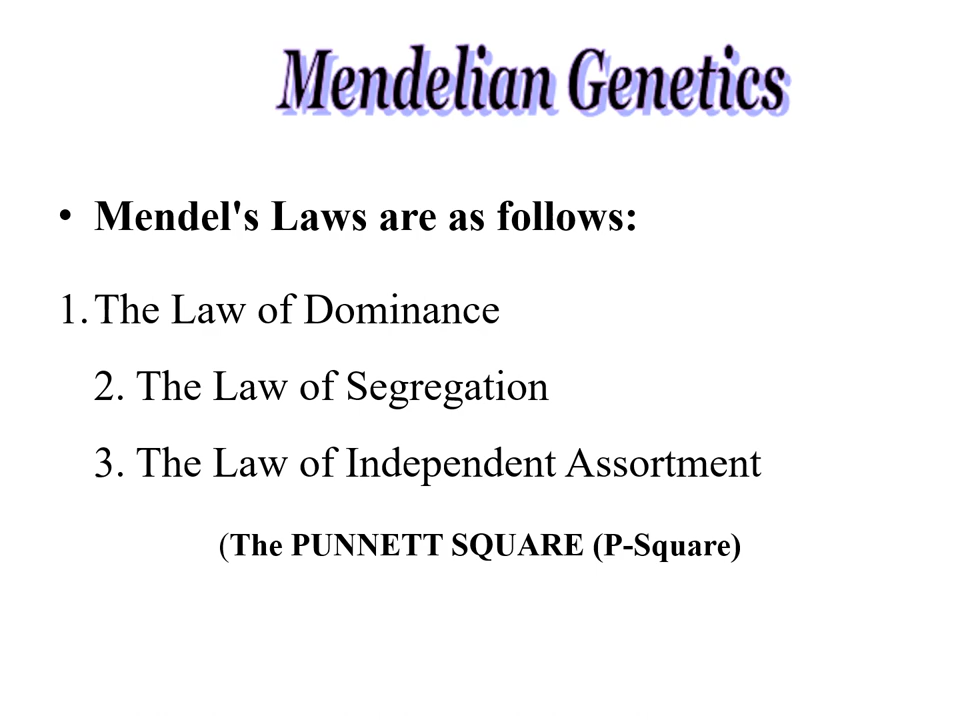 Mendelian Genetics
• Mendel's Laws are as follows:
1. The Law of Dominance
2. The Law of Segregation
3. The Law of Independent Assortment
(The PUNNETT SQUARE (P-Square)